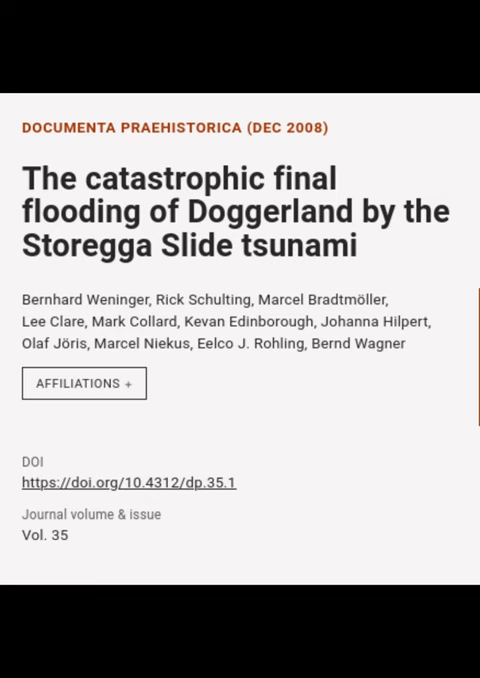 DOCUMENTA PRAEHISTORICA (DEC 2008)
The catastrophic final
flooding of Doggerland by the
Storegga Slide tsunami
Bernhard Weninger, Rick Schulting, Marcel Bradtmöller,
Lee Clare, Mark Collard, Kevan Edinborough, Johanna Hilpert,
Olaf Jöris, Marcel Niekus, Eelco J. Rohling, Bernd Wagner
AFFILIATIONS +
DOI
https://doi.org/10.4312/dp.35.1
Journal volume & issue
Vol. 35